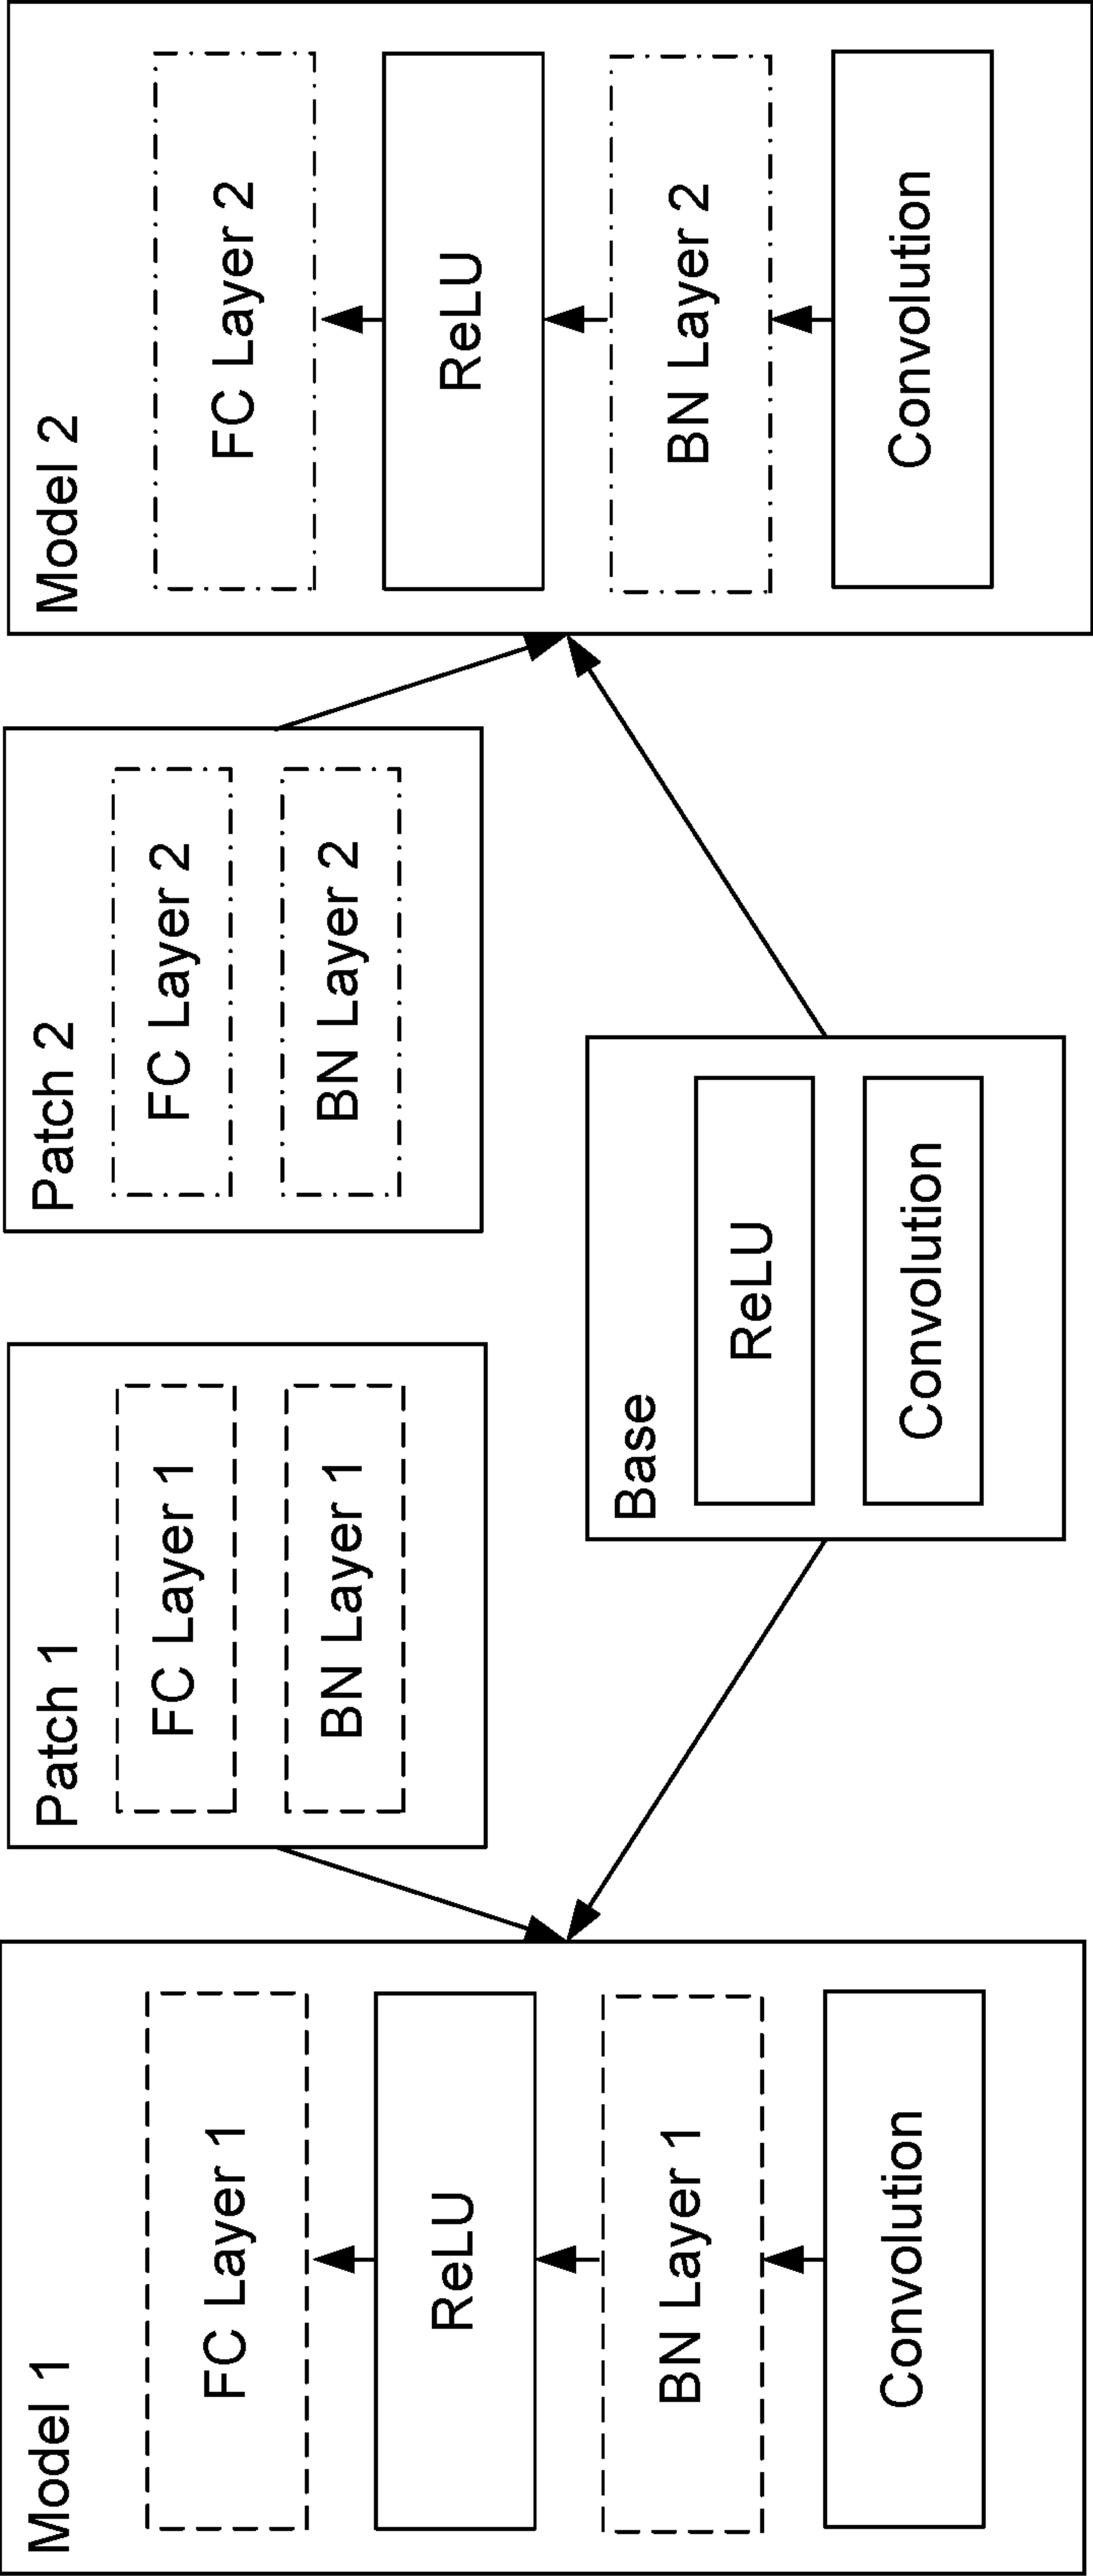 Model 1
FC Layer 1
ReLU
BN Layer 1
Convolution
Patch 1
FC Layer 1
BN Layer 1
Patch 2
FC Layer 2
BN Layer 2
Base
ReLU
Convolution
Model 2
FC Layer 2
ReLU
BN Layer 2
Convolution